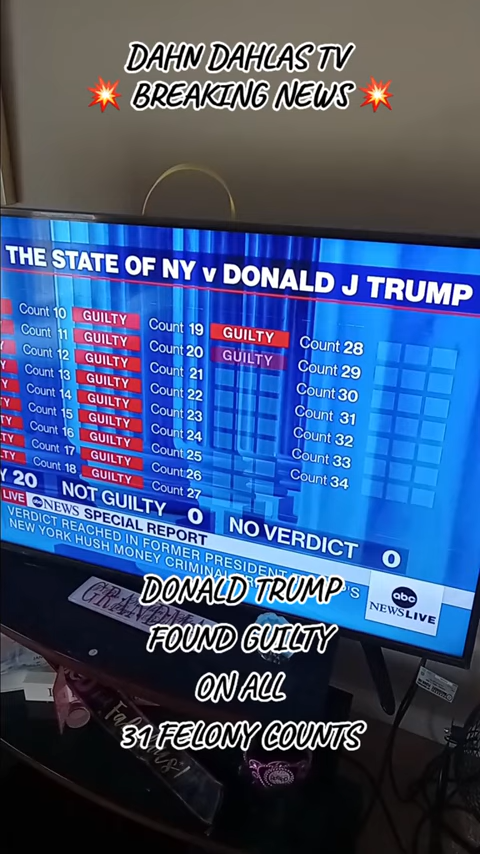 DAHN DAHLAS TV
💥 BREAKING NEWS 💥
THE STATE OF NY v DONALD J TRUMP
Count 10 GUILTY Count 19 GUILTY Count 28
Count 11 GUILTY Count 20 GUILTY Count 29
Count 12 GUILTY Count 21 Count 30
Count 13 GUILTY Count 22 Count 31
Count 14 GUILTY Count 23 Count 32
Count 15 GUILTY Count 24 Count 33
Count 16 GUILTY Count 25 Count 34
Count 17 GUILTY Count 26
Count 18 GUILTY Count 27
Y 20 NOT GUILTY 0 NO VERDICT 0
LIVE abc NEWS SPECIAL REPORT
VERDICT REACHED IN FORMER PRESIDENT
NEW YORK HUSH MONEY CRIMINAL
abc
NEWS LIVE
DONALD TRUMP
FOUND GUILTY
ON ALL
31 FELONY COUNTS